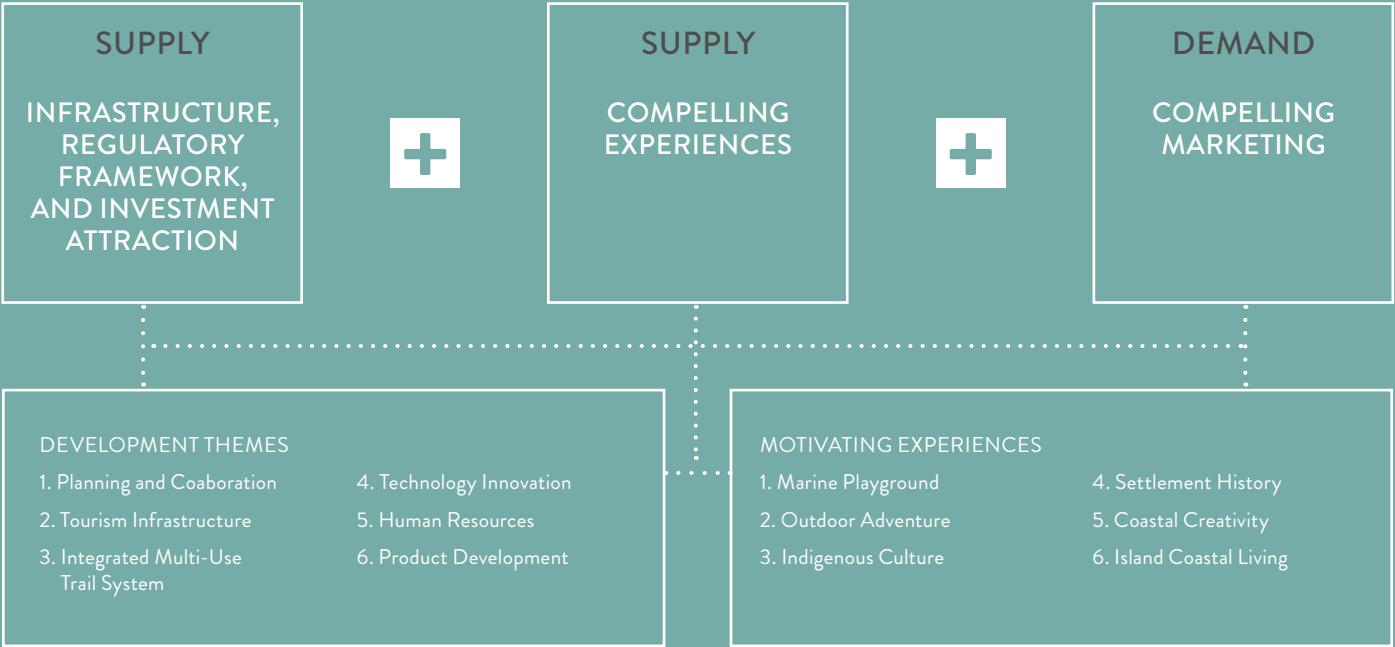 SUPPLY
INFRASTRUCTURE,
REGULATORY
FRAMEWORK,
AND INVESTMENT
ATTRACTION
SUPPLY
COMPELLING
EXPERIENCES
DEMAND
COMPELLING
MARKETING
DEVELOPMENT THEMES
1. Planning and Coaboration
2. Tourism Infrastructure
3. Integrated Multi-Use
Trail System
4. Technology Innovation
5. Human Resources
6. Product Development
MOTIVATING EXPERIENCES
1. Marine Playground
2. Outdoor Adventure
3. Indigenous Culture
4. Settlement History
5. Coastal Creativity
6. Island Coastal Living